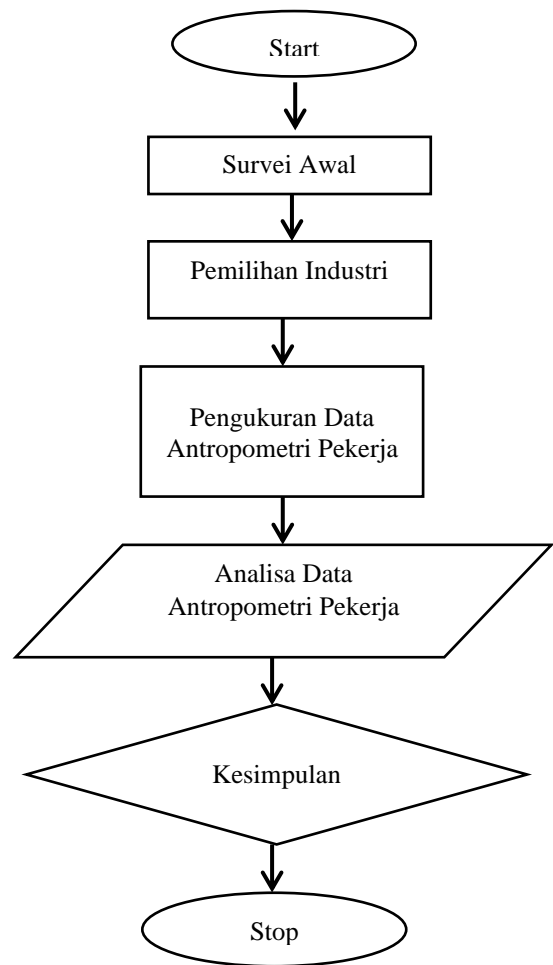 Start
Survei Awal
Pemilihan Industri
Pengukuran Data
Antropometri Pekerja
Analisa Data
Antropometri Pekerja
Kesimpulan
Stop